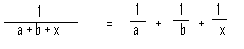 1/(a + b + x) = 1/a + 1/b + 1/x